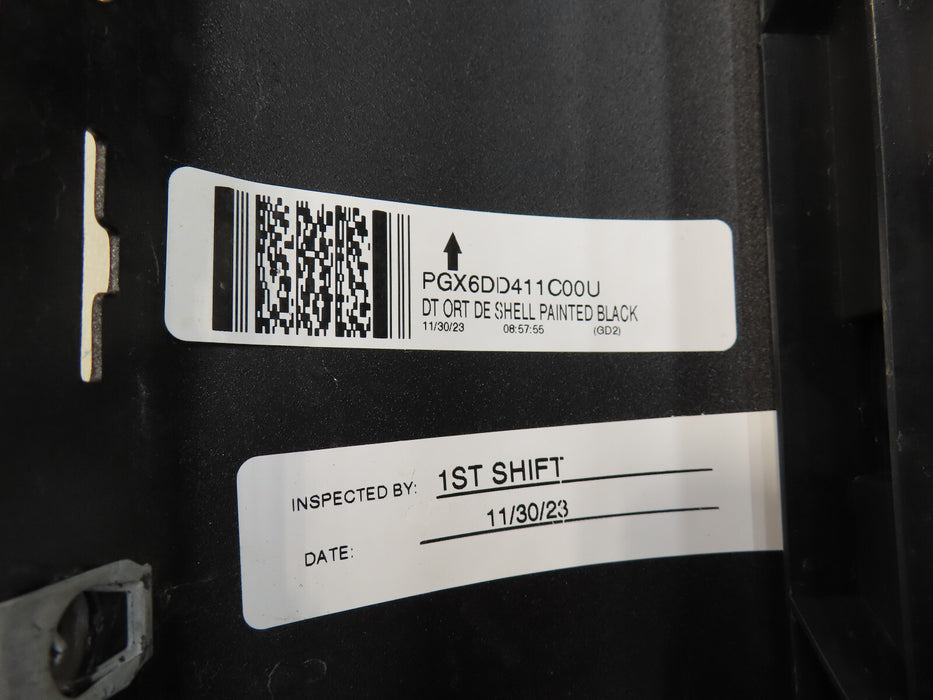 PGX6DD411C00U
DT ORT DE SHELL PAINTED BLACK
11/30/23 08:57:55 (GD2)
INSPECTED BY: 1ST SHIFT
11/30/23
DATE: